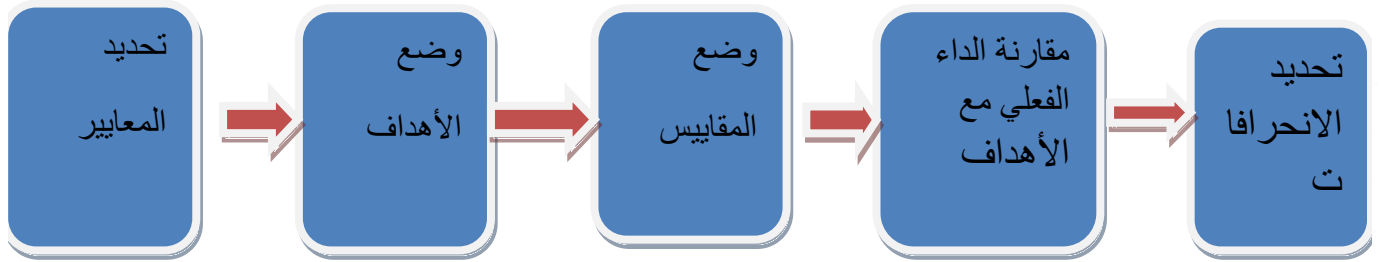 تحديد
المعايير
وضع
الأهداف
وضع
المقاييس
مقارنة الداء
الفعلي مع
الأهداف
تحديد
الانحرافا
ت